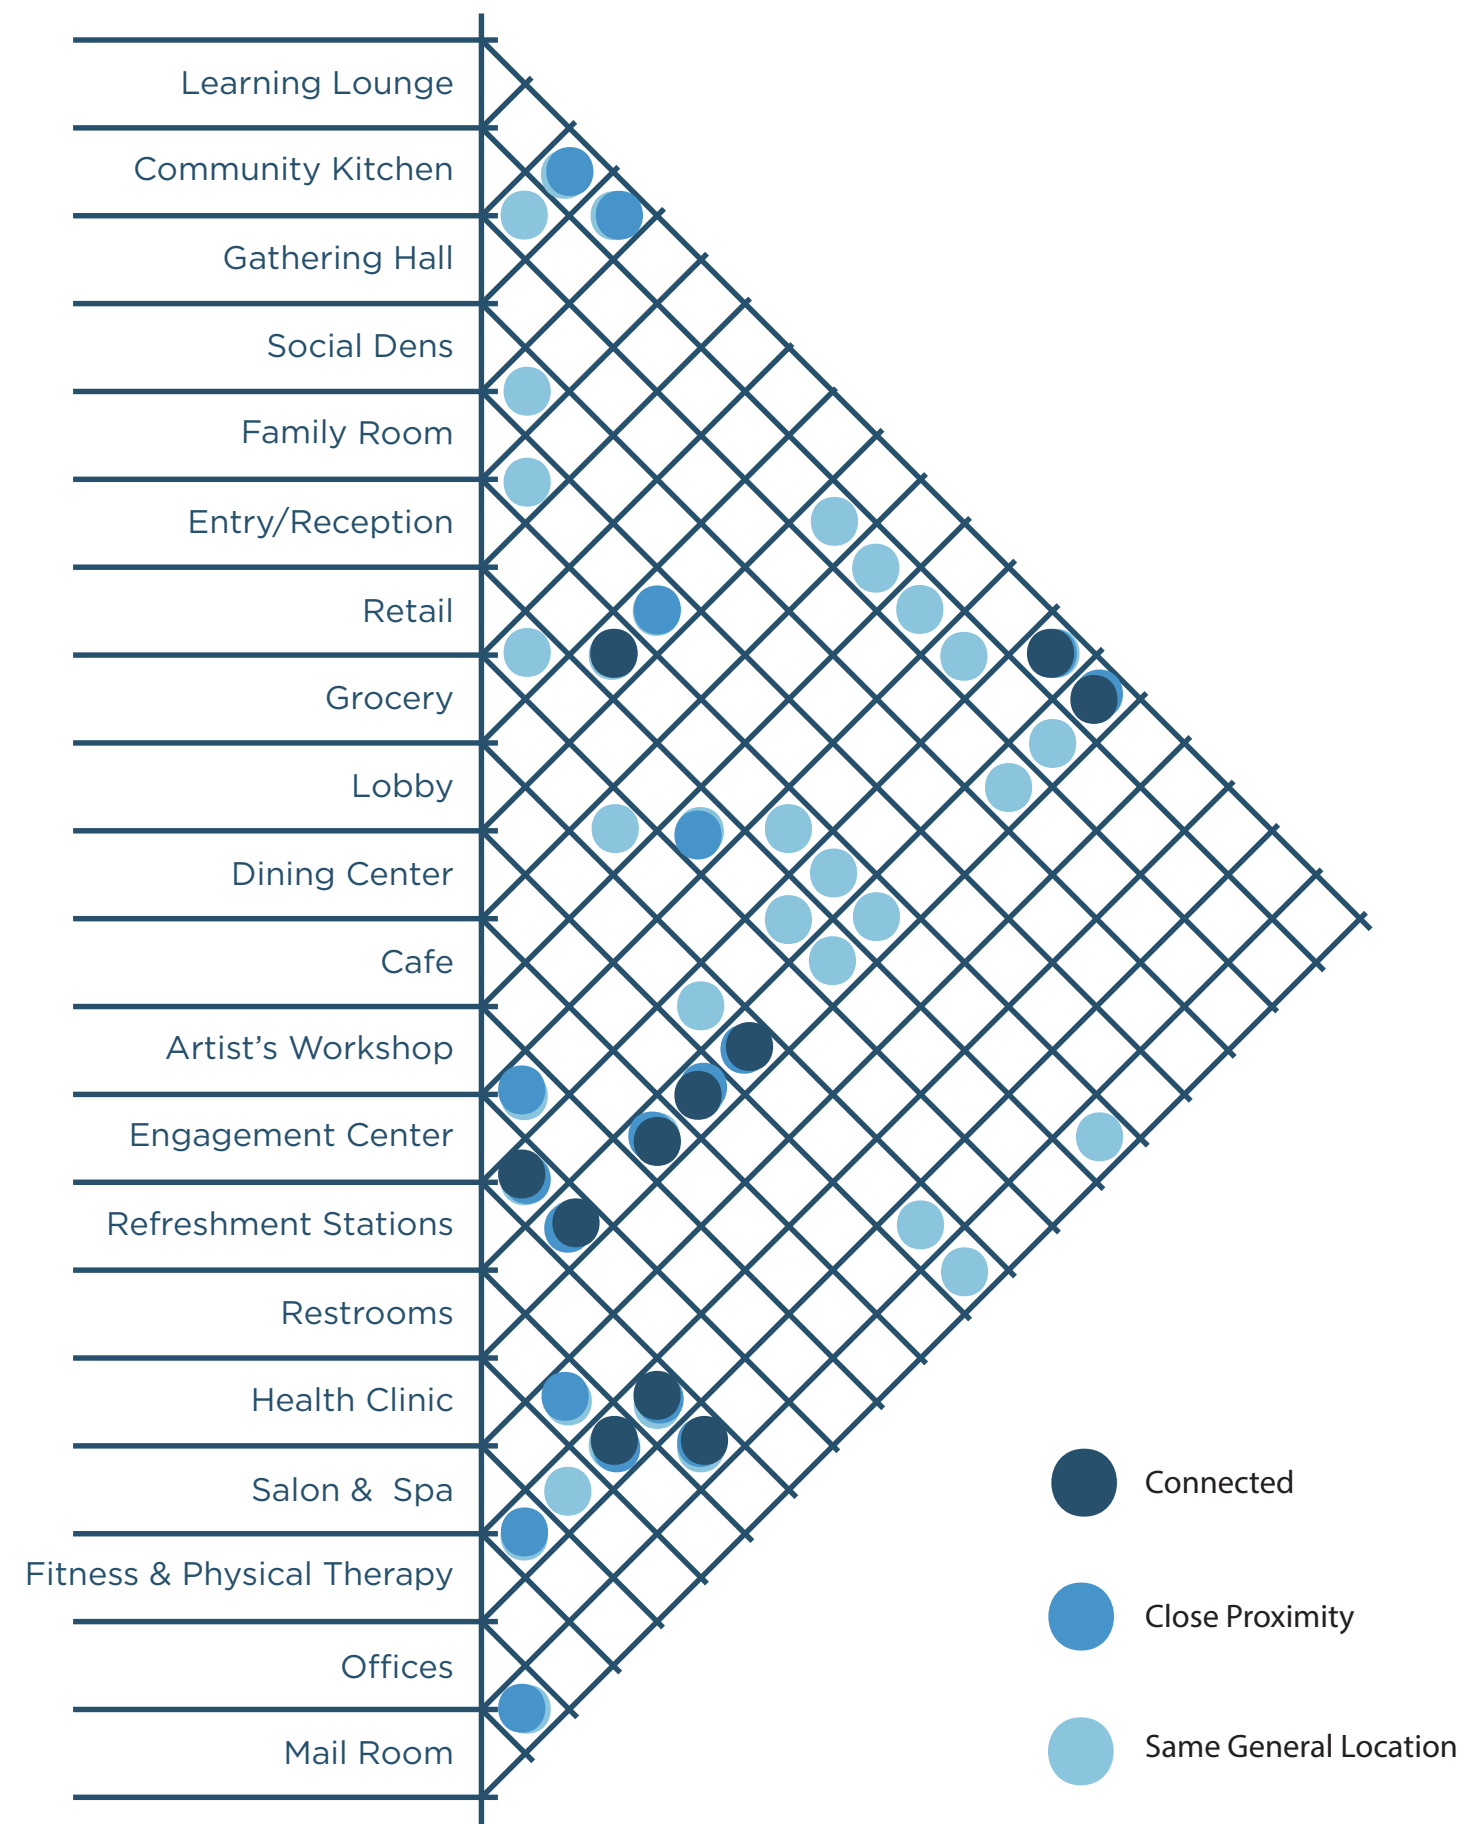 Learning Lounge
Community Kitchen
Gathering Hall
Social Dens
Family Room
Entry/Reception
Retail
Grocery
Lobby
Dining Center
Cafe
Artist’s Workshop
Engagement Center
Refreshment Stations
Restrooms
Health Clinic
Salon & Spa
Fitness & Physical Therapy
Offices
Mail Room
Connected
Close Proximity
Same General Location